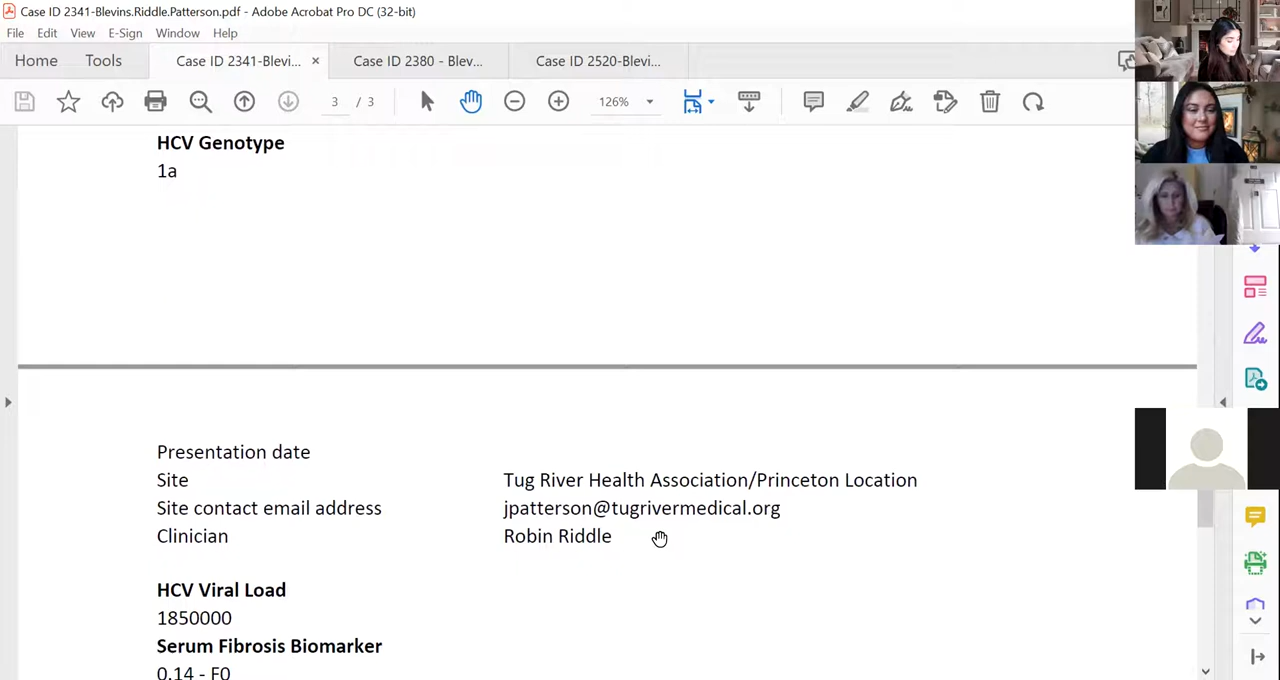 Case ID 2341-Blevins.Riddle.Patterson.pdf - Adobe Acrobat Pro DC (32-bit)
File Edit View E-Sign Window Help
Home Tools Case ID 2341-Blevi... × Case ID 2380 - Blev... Case ID 2520-Blevi...
3 / 3 126%
HCV Genotype
1a
Presentation date
Site Tug River Health Association/Princeton Location
Site contact email address jpatterson@tugrivermedical.org
Clinician Robin Riddle
HCV Viral Load
1850000
Serum Fibrosis Biomarker
0.14 - F0